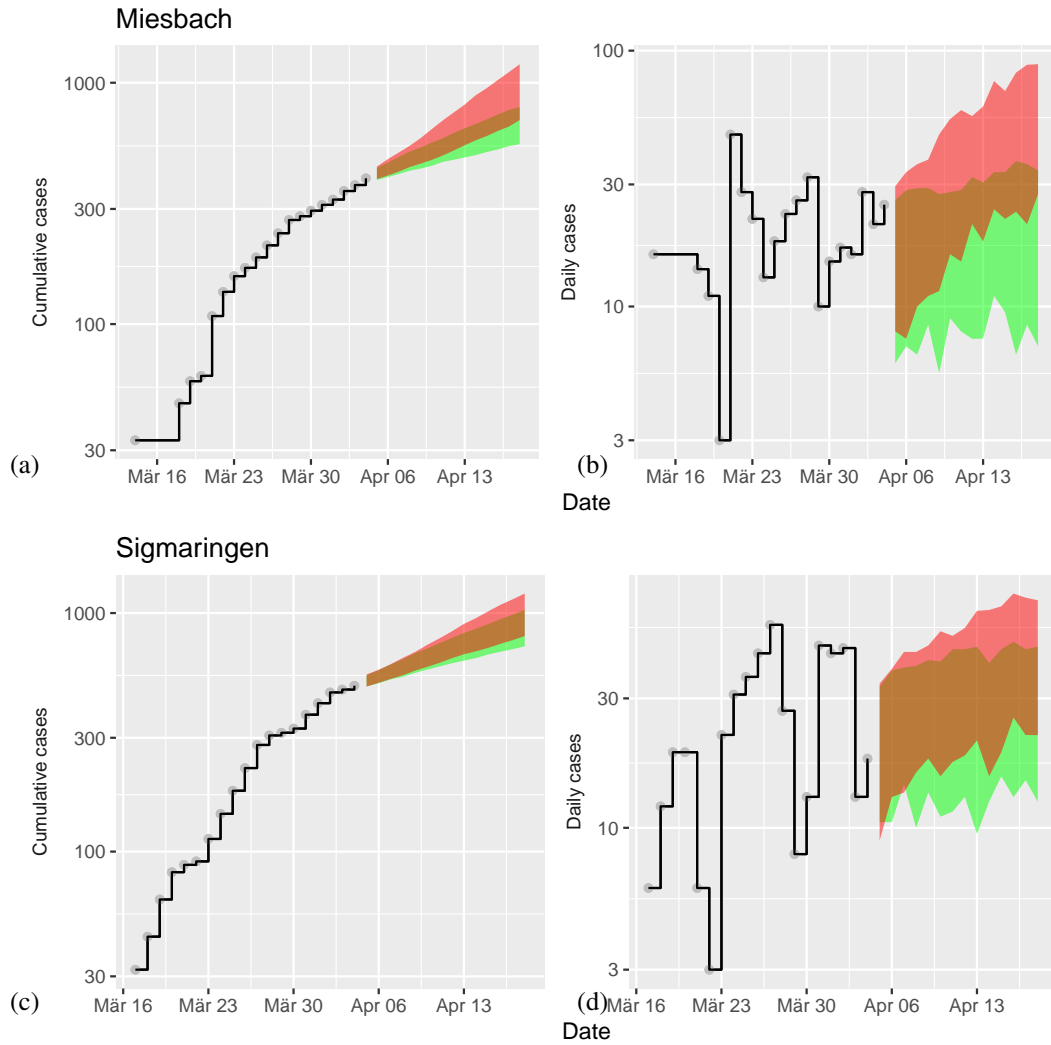 Miesbach
Cumulative cases
1000
300
100
30
(a)
Mär 16 Mär 23 Mär 30 Apr 06 Apr 13
Daily cases
100
30
10
3
(b)
Mär 16 Mär 23 Mär 30 Apr 06 Apr 13
Date
Sigmaringen
Cumulative cases
1000
300
100
30
(c)
Mär 16 Mär 23 Mär 30 Apr 06 Apr 13
Daily cases
30
10
3
(d)
Mär 16 Mär 23 Mär 30 Apr 06 Apr 13
Date